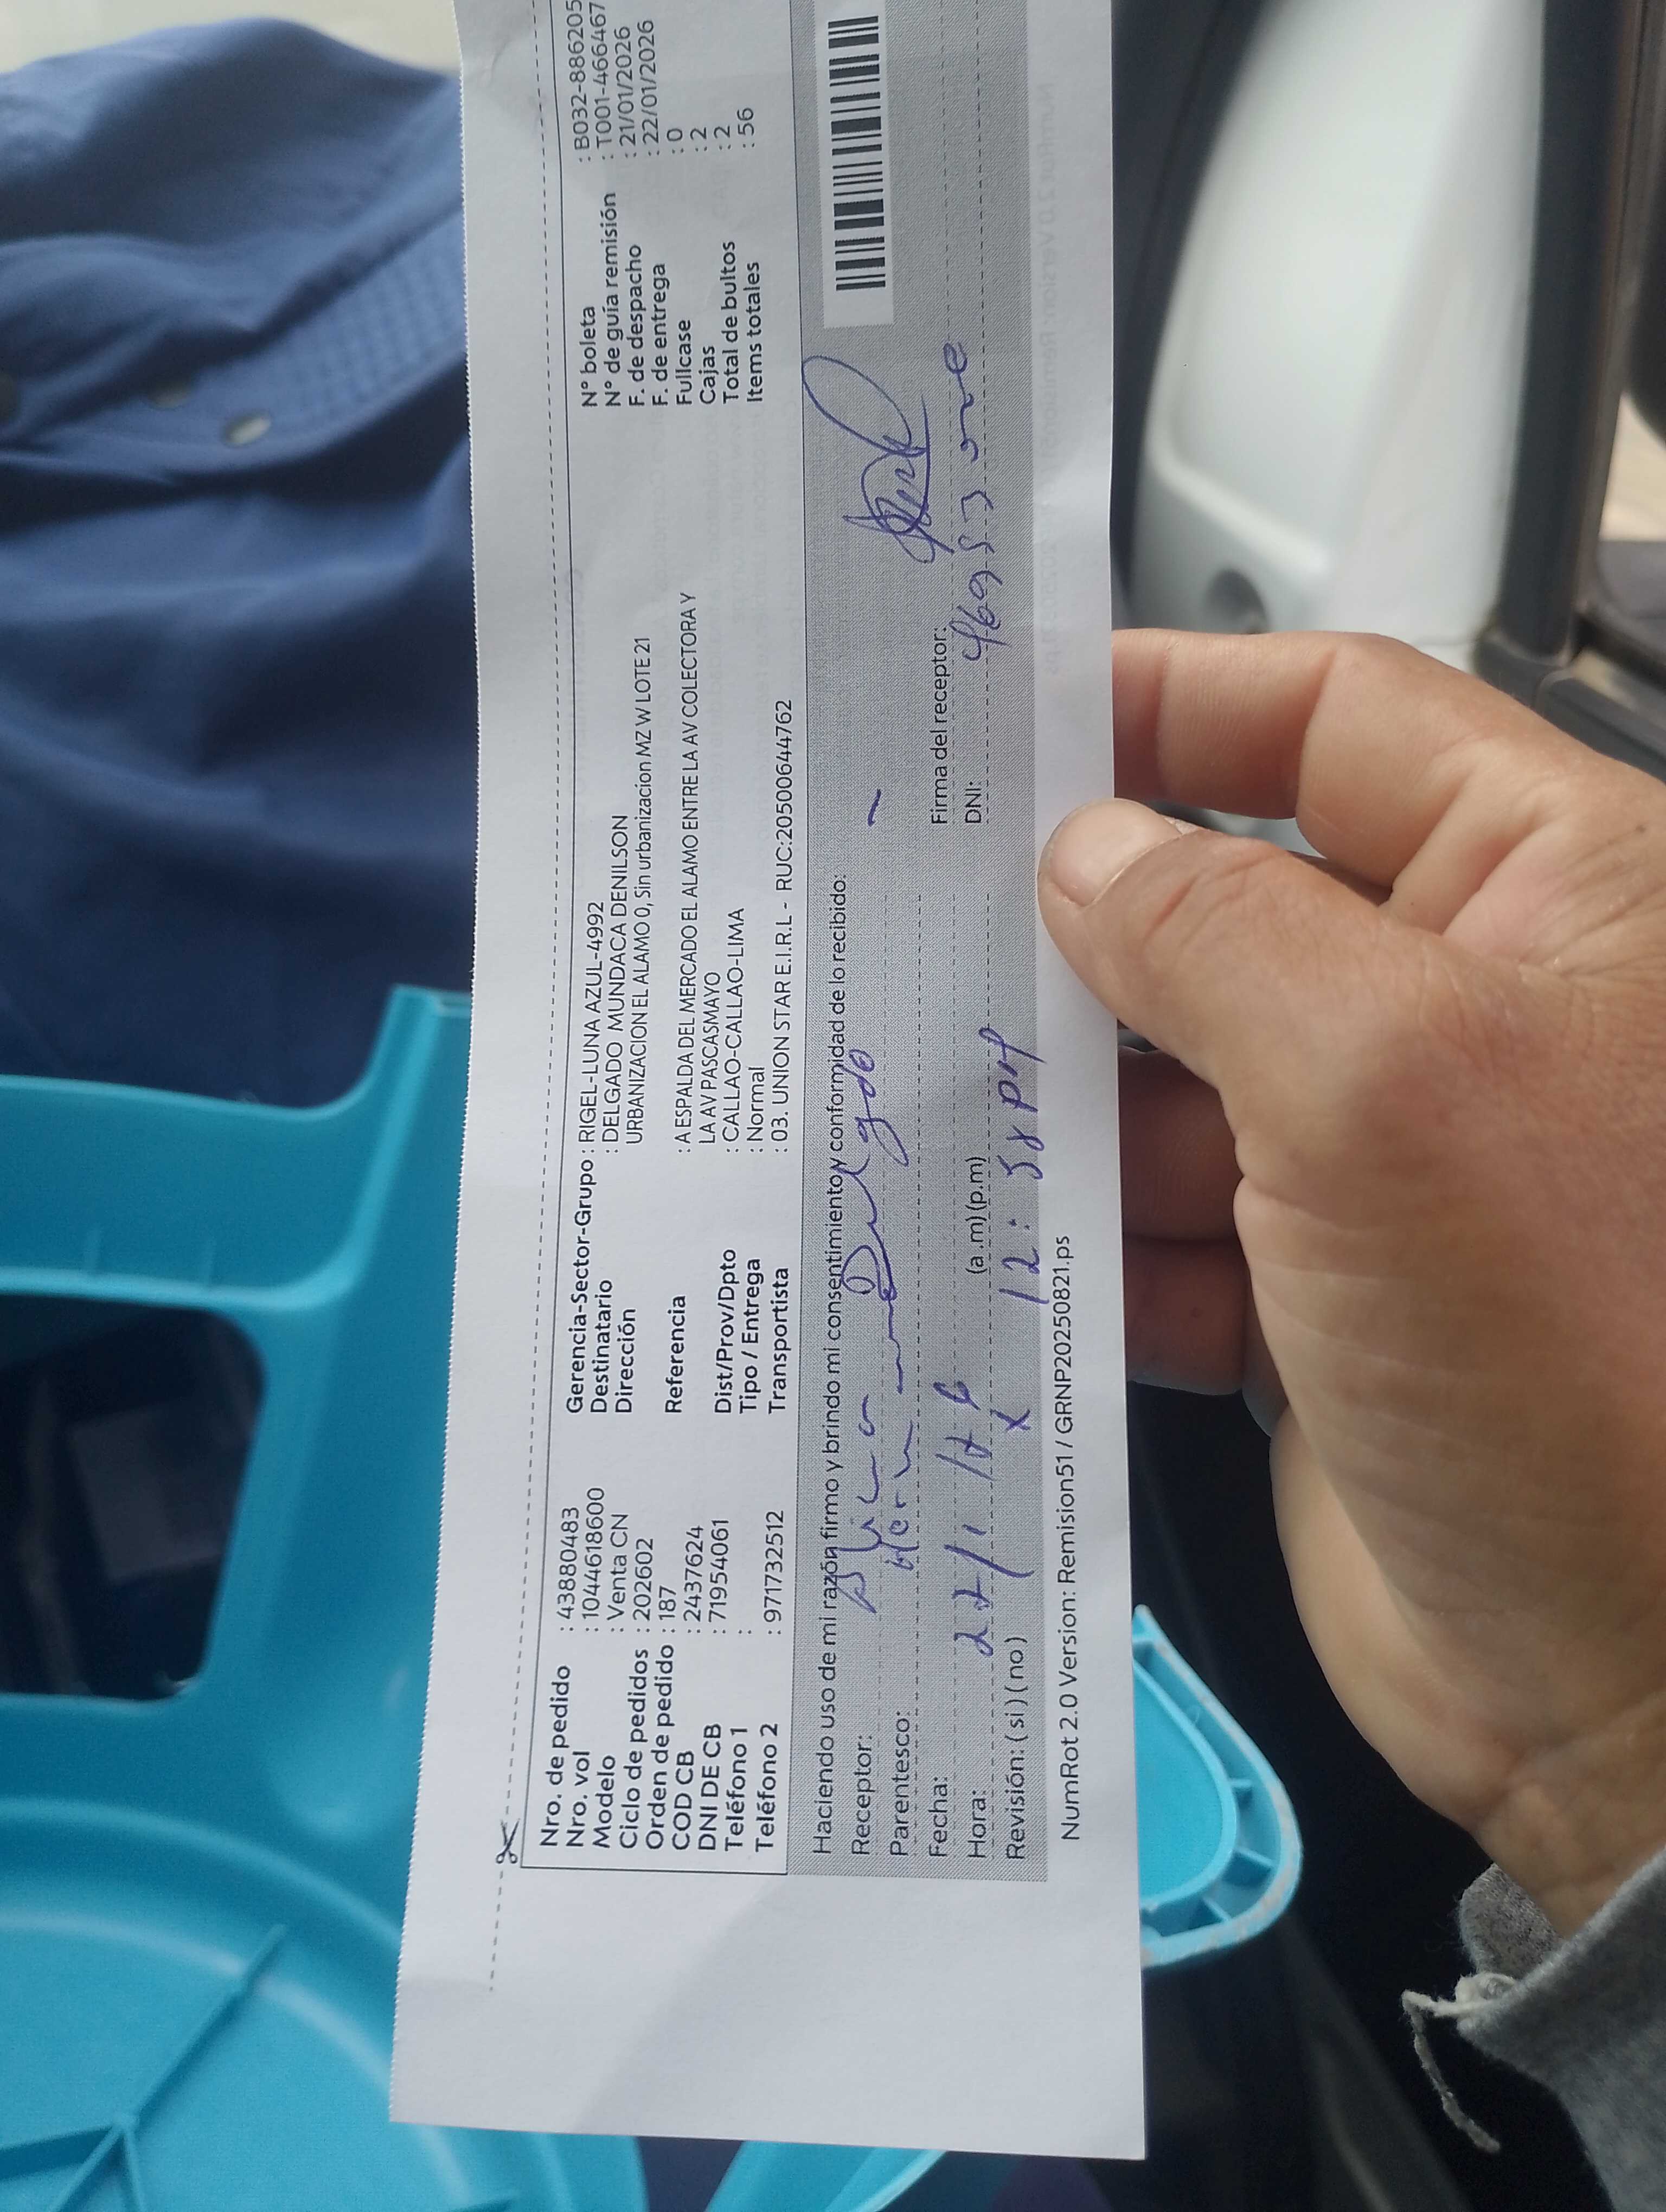 Nro. de pedido : 43880483
Nro. vol : 10444618600
Modelo : Venta CN
Ciclo de pedidos : 202602
Orden de pedido : 187
COD CB : 2437624
DNI DE CB : 71954061
Teléfono 1 :
Teléfono 2 : 971732512
Gerencia-Sector-Grupo : RIGEL-LUNA AZUL-4992
Destinatario : DELGADO MUNDACA DENILSON
Dirección URBANIZACION EL ALAMO 0, Sin urbanizacion MZ W LOTE 21
Referencia : A ESPALDA DEL MERCADO EL ALAMO ENTRE LA AV COLECTORA Y
LA AV PASCASMAYO
Dist/Prov/Dpto : CALLAO-CALLAO-LIMA
Tipo / Entrega : Normal
Transportista : 03. UNION STAR E.I.R.L - RUC:20500644762
N° boleta : B032-886205
N° de guía remisión : T001-466467
F. de despacho : 21/01/2026
F. de entrega : 22/01/2026
Fullcase : 0
Cajas : 2
Total de bultos : 2
Items totales : 56
Haciendo uso de mi razón firmo y brindo mi consentimiento y conformidad de lo recibido:
Receptor: Delgado
Parentesco:
Fecha:
Hora: (a.m) (p.m) 12:
Revisión: (si) (no)
Firma del receptor:
DNI:
NumRot 2.0 Version: Remision51 / GRNP20250821.ps